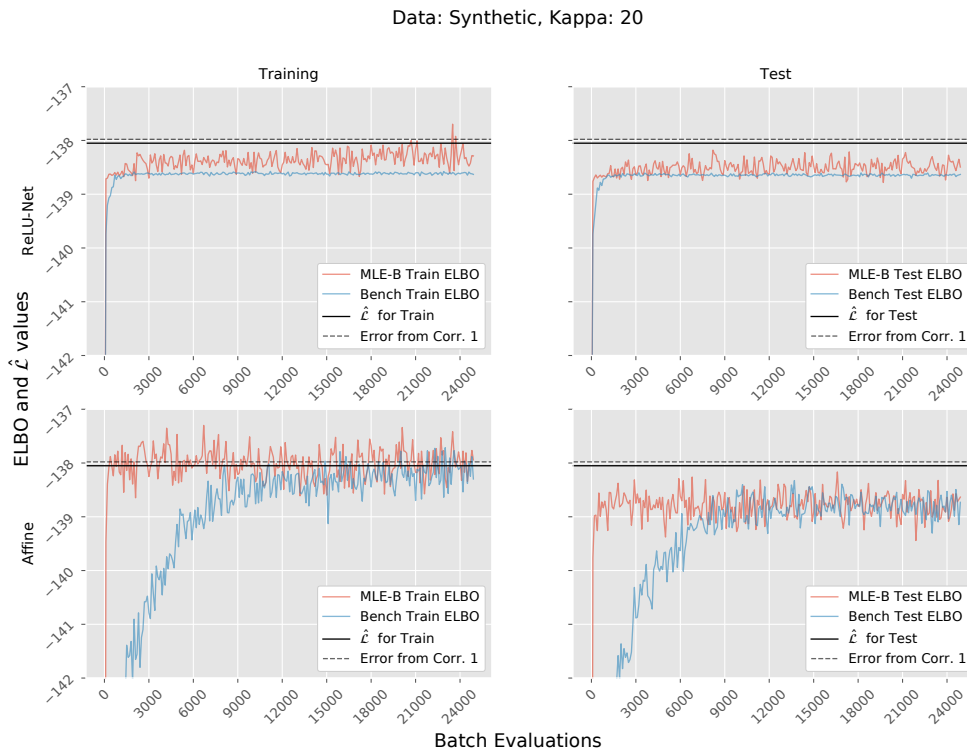 Data: Synthetic, Kappa: 20
Training
Test
ELBO and ℒ̂ values
ReLU-Net
−137
−138
−139
−140
−141
−142
MLE-B Train ELBO
Bench Train ELBO
ℒ̂ for Train
Error from Corr. 1
0 3000 6000 9000 12000 15000 18000 21000 24000
MLE-B Test ELBO
Bench Test ELBO
ℒ̂ for Test
Error from Corr. 1
0 3000 6000 9000 12000 15000 18000 21000 24000
Affine
−137
−138
−139
−140
−141
−142
MLE-B Train ELBO
Bench Train ELBO
ℒ̂ for Train
Error from Corr. 1
0 3000 6000 9000 12000 15000 18000 21000 24000
MLE-B Test ELBO
Bench Test ELBO
ℒ̂ for Test
Error from Corr. 1
0 3000 6000 9000 12000 15000 18000 21000 24000
Batch Evaluations